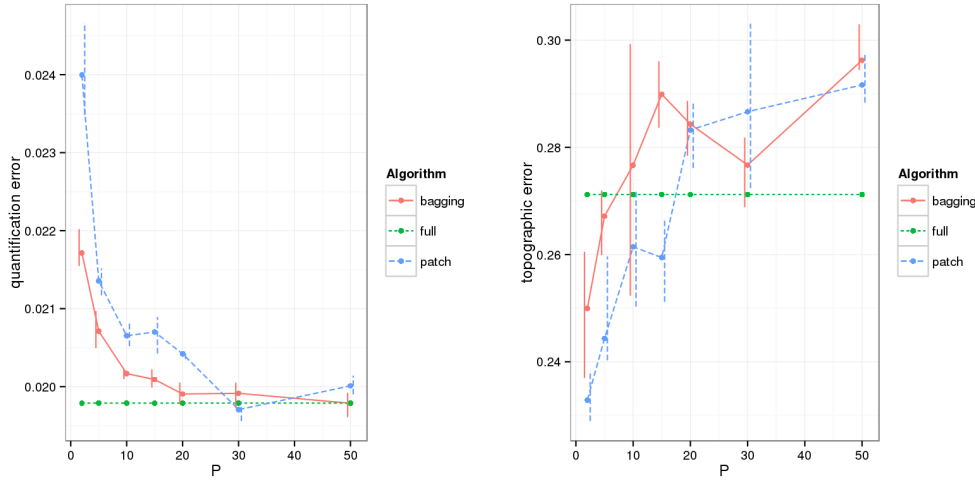 quantification error
0.024
0.023
0.022
0.021
0.020
0
10
20
30
40
50
P
Algorithm
bagging
full
patch
topographic error
0.30
0.28
0.26
0.24
0
10
20
30
40
50
P
Algorithm
bagging
full
patch